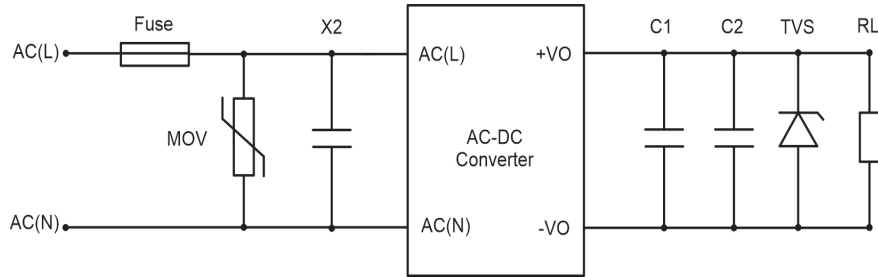 Fuse
X2
C1
C2
TVS
RL
AC(L)
AC(L)
+VO
MOV
AC-DC
Converter
AC(N)
AC(N)
-VO